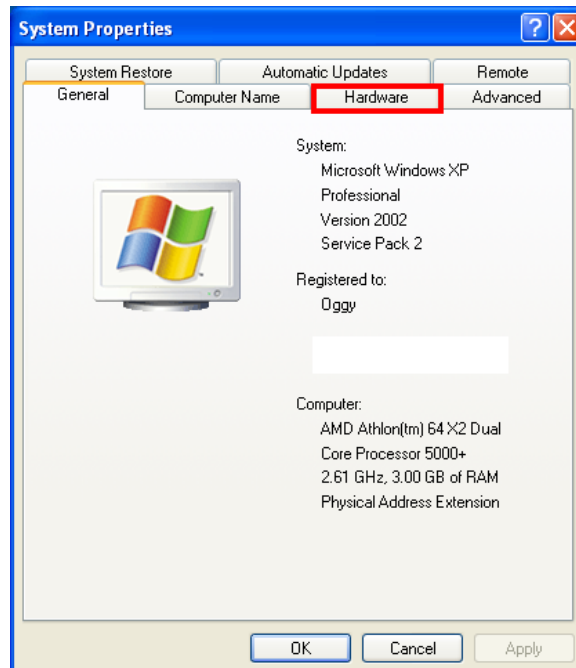 System Properties
System Restore Automatic Updates Remote
General Computer Name Hardware Advanced
System:
Microsoft Windows XP
Professional
Version 2002
Service Pack 2
Registered to:
Oggy
Computer:
AMD Athlon(tm) 64 X2 Dual
Core Processor 5000+
2.61 GHz, 3.00 GB of RAM
Physical Address Extension
OK Cancel Apply